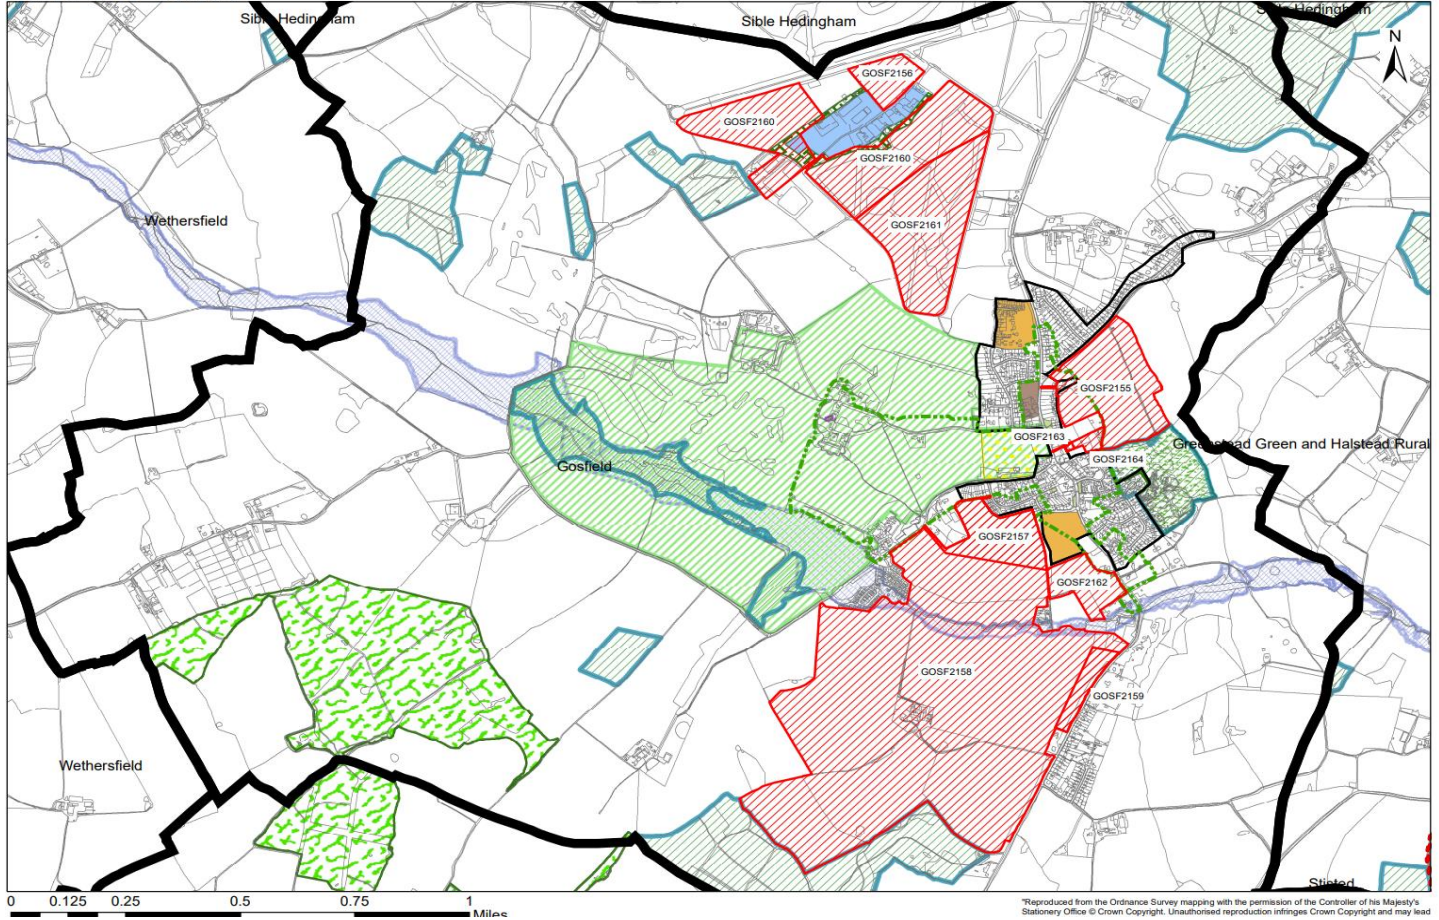 Sible Hedingham
Sible Hedingham
Sible Hedingham
N
GOSF2156
GOSF2160
GOSF2160
Wethersfield
GOSF2161
GOSF2155
GOSF2163
Greenstead Green and Halstead Rural
GOSF2164
Gosfield
GOSF2157
GOSF2162
GOSF2158
GOSF2159
Wethersfield
Stisted
0 0.125 0.25 0.5 0.75 1
Miles
"Reproduced from the Ordnance Survey mapping with the permission of the Controller of his Majesty's
Stationery Office © Crown Copyright. Unauthorised reproduction infringes Crown Copyright and may lead